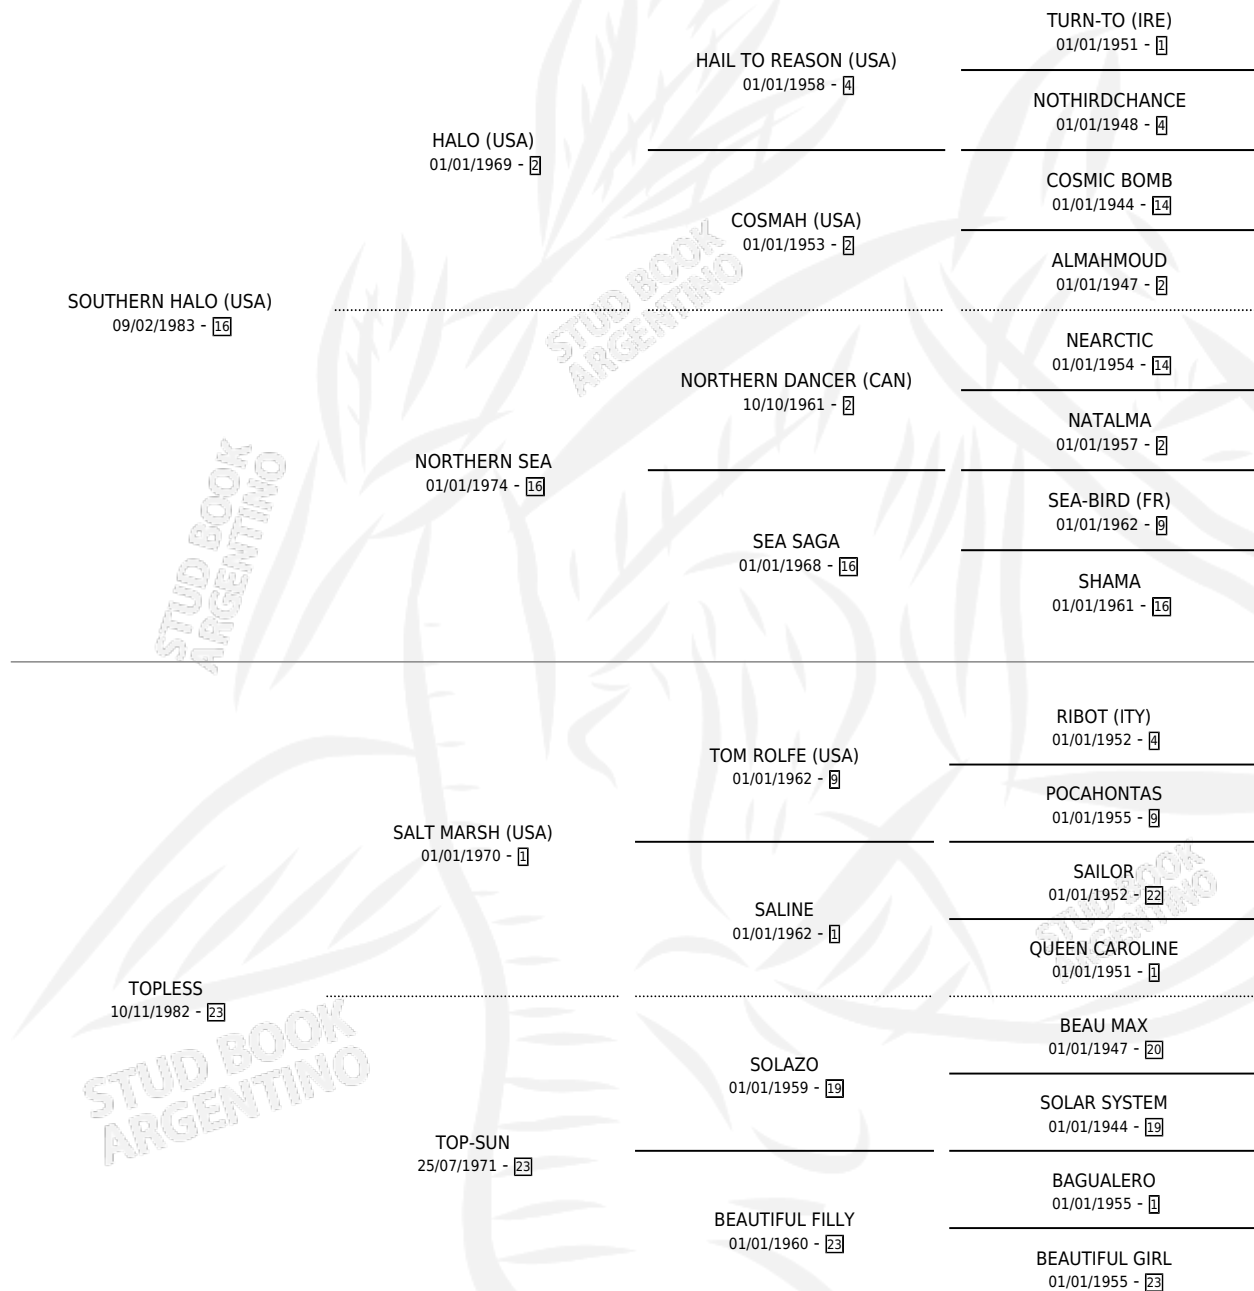 TURN-TO (IRE)
01/01/1951 - 1
HAIL TO REASON (USA)
01/01/1958 - 4
NOTHIRDCHANCE
01/01/1948 - 4
HALO (USA)
01/01/1969 - 2
COSMIC BOMB
01/01/1944 - 14
COSMAH (USA)
01/01/1953 - 2
ALMAHMOUD
01/01/1947 - 2
SOUTHERN HALO (USA)
09/02/1983 - 16
NEARCTIC
01/01/1954 - 14
NORTHERN DANCER (CAN)
10/10/1961 - 2
NATALMA
01/01/1957 - 2
NORTHERN SEA
01/01/1974 - 16
SEA-BIRD (FR)
01/01/1962 - 9
SEA SAGA
01/01/1968 - 16
SHAMA
01/01/1961 - 16
RIBOT (ITY)
01/01/1952 - 4
TOM ROLFE (USA)
01/01/1962 - 9
POCAHONTAS
01/01/1955 - 9
SALT MARSH (USA)
01/01/1970 - 1
SAILOR
01/01/1952 - 22
SALINE
01/01/1962 - 1
QUEEN CAROLINE
01/01/1951 - 1
TOPLESS
10/11/1982 - 23
BEAU MAX
01/01/1947 - 20
SOLAZO
01/01/1959 - 19
SOLAR SYSTEM
01/01/1944 - 19
TOP-SUN
25/07/1971 - 23
BAGUALERO
01/01/1955 - 1
BEAUTIFUL FILLY
01/01/1960 - 23
BEAUTIFUL GIRL
01/01/1955 - 23
STUD BOOK
ARGENTINO
STUD BOOK
ARGENTINO
STUD BOOK
ARGENTINO
STUD BOOK
ARGENTINO